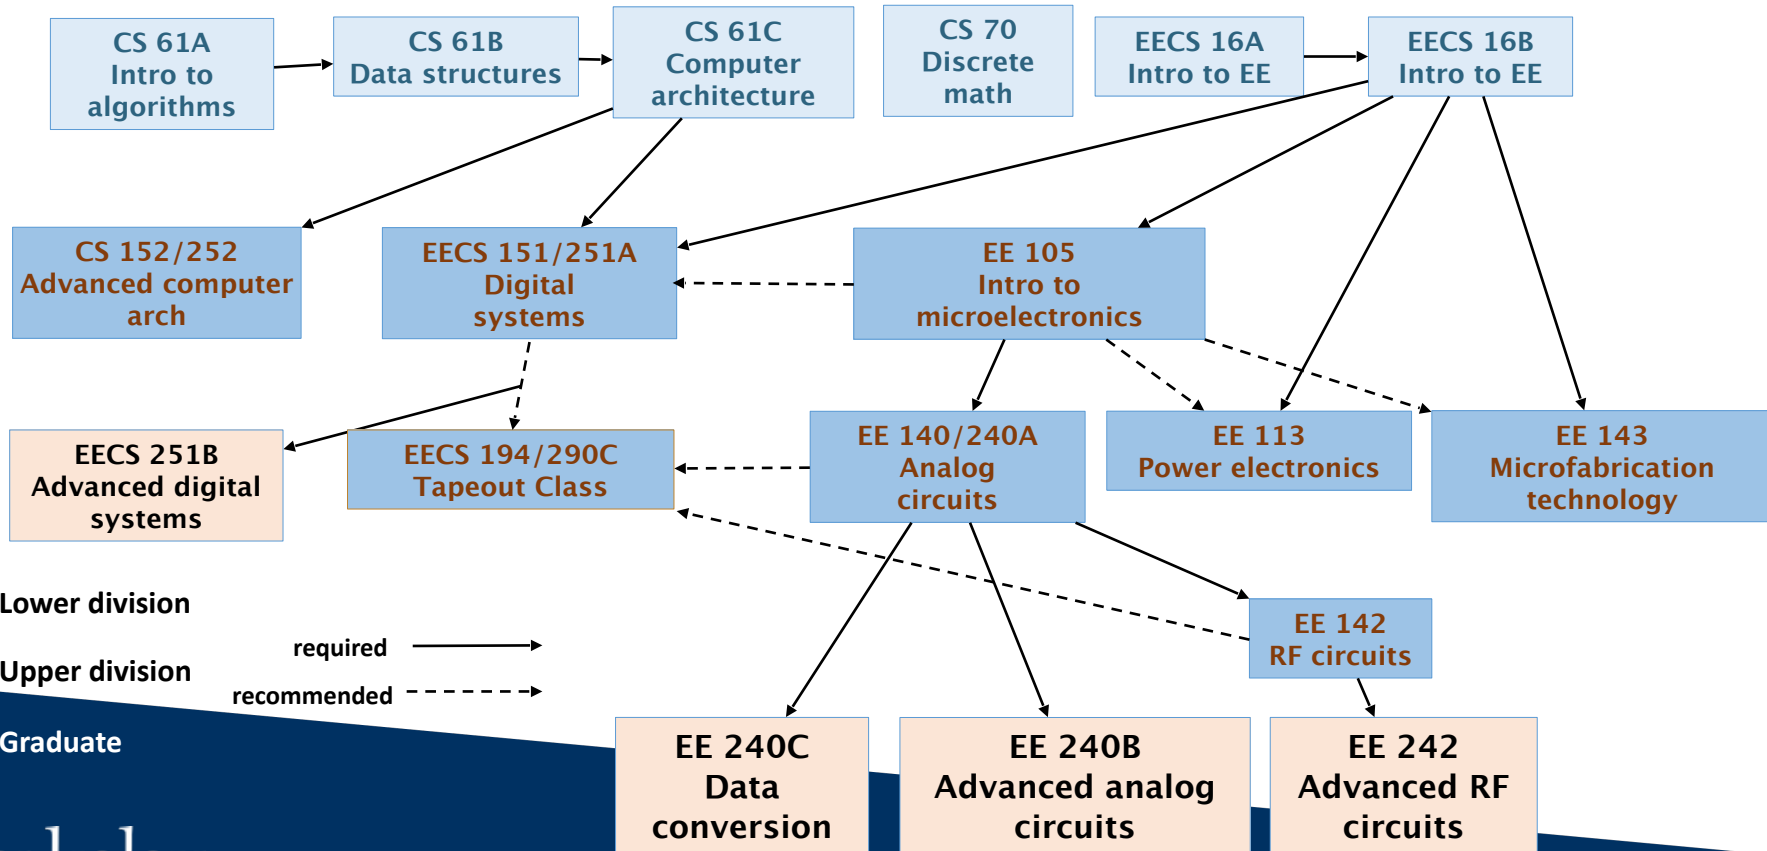 CS 61A
Intro to
algorithms
CS 61B
Data structures
CS 61C
Computer
architecture
CS 70
Discrete
math
EECS 16A
Intro to EE
EECS 16B
Intro to EE
CS 152/252
Advanced computer
arch
EECS 151/251A
Digital
systems
EE 105
Intro to
microelectronics
EECS 251B
Advanced digital
systems
EECS 194/290C
Tapeout Class
EE 140/240A
Analog
circuits
EE 113
Power electronics
EE 143
Microfabrication
technology
Lower division
required
Upper division
recommended
Graduate
EE 142
RF circuits
EE 240C
Data
conversion
EE 240B
Advanced analog
circuits
EE 242
Advanced RF
circuits